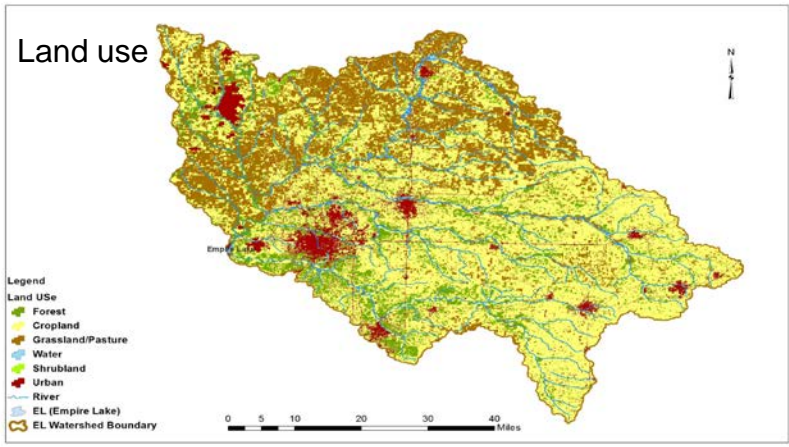 Land use
N
Empire Lake
Legend
Land USe
Forest
Cropland
Grassland/Pasture
Water
Shrubland
Urban
River
EL (Empire Lake)
EL Watershed Boundary
0 5 10 20 30 40
Miles